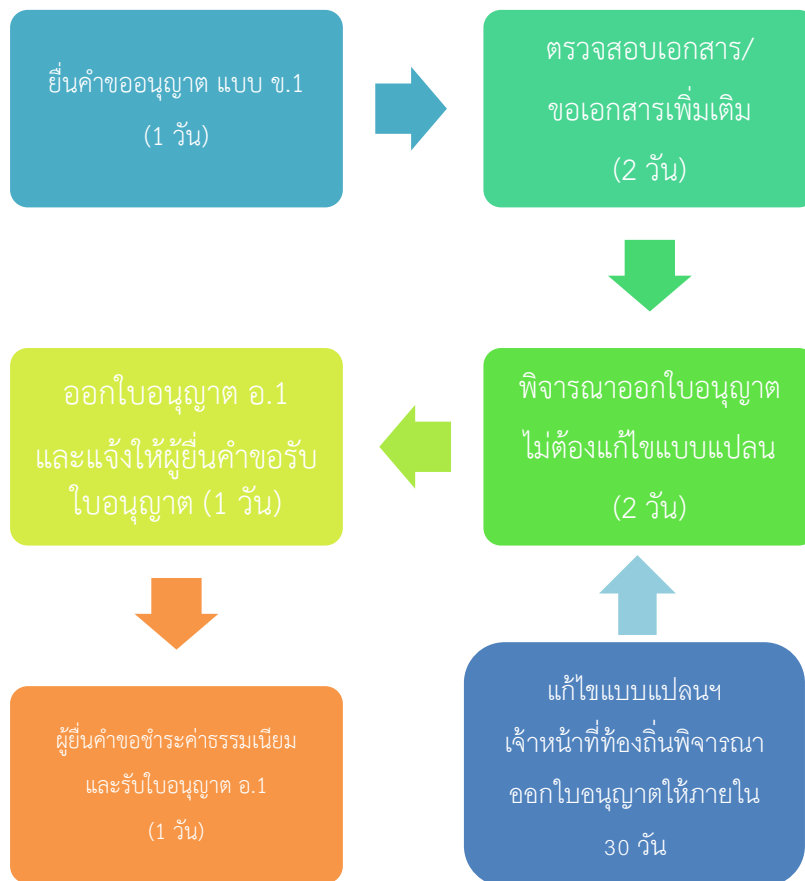 ยื่นคำขออนุญาต แบบ ข.1
(1 วัน)
ตรวจสอบเอกสาร/
ขอเอกสารเพิ่มเติม
(2 วัน)
พิจารณาออกใบอนุญาต
ไม่ต้องแก้ไขแบบแปลน
(2 วัน)
ออกใบอนุญาต อ.1
และแจ้งให้ผู้ยื่นคำขอรับ
ใบอนุญาต (1 วัน)
ผู้ยื่นคำขอชำระค่าธรรมเนียม
และรับใบอนุญาต อ.1
(1 วัน)
แก้ไขแบบแปลนฯ
เจ้าหน้าที่ท้องถิ่นพิจารณา
ออกใบอนุญาตให้ภายใน
30 วัน